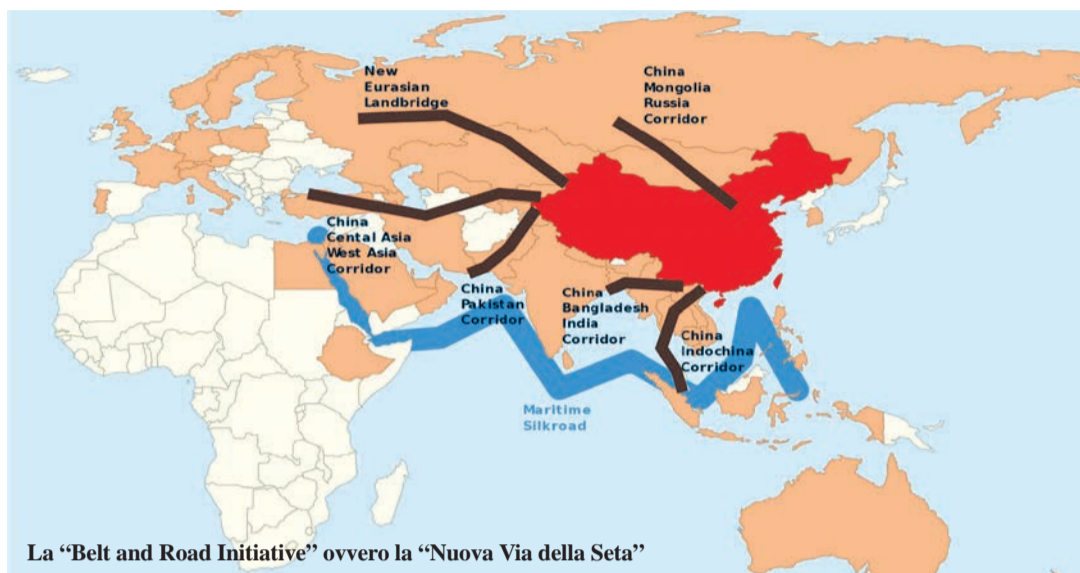 New
Eurasian
Landbridge
China
Mongolia
Russia
Corridor
China
Cental Asia
West Asia
Corridor
China
Pakistan
Corridor
China
Bangladesh
India
Corridor
China
Indochina
Corridor
Maritime
Silkroad
La “Belt and Road Initiative” ovvero la “Nuova Via della Seta”